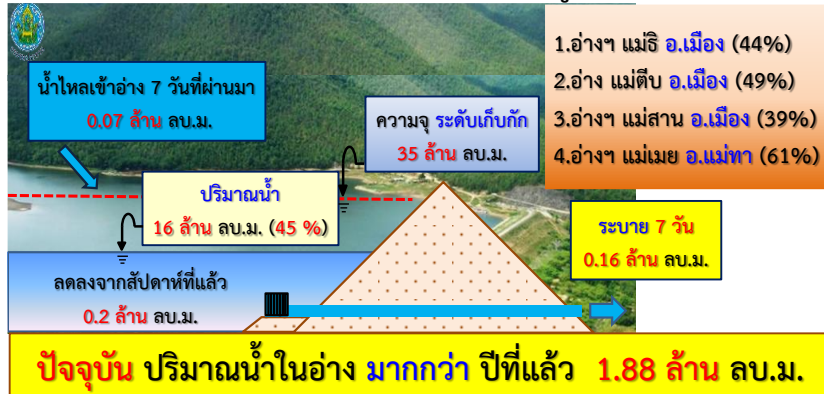 1.อ่างฯ แม่ธิ อ.เมือง (44%)
2.อ่าง แม่ตีบ อ.เมือง (49%)
3.อ่างฯ แม่สาน อ.เมือง (39%)
4.อ่างฯ แม่เมย อ.แม่ทา (61%)
น้ำไหลเข้าอ่าง 7 วันที่ผ่านมา
0.07 ล้าน ลบ.ม.
ความจุ ระดับเก็บกัก
35 ล้าน ลบ.ม.
ปริมาณน้ำ
16 ล้าน ลบ.ม. (45 %)
ระบาย 7 วัน
0.16 ล้าน ลบ.ม.
ลดลงจากสัปดาห์ที่แล้ว
0.2 ล้าน ลบ.ม.
ปัจจุบัน ปริมาณน้ำในอ่าง มากกว่า ปีที่แล้ว 1.88 ล้าน ลบ.ม.